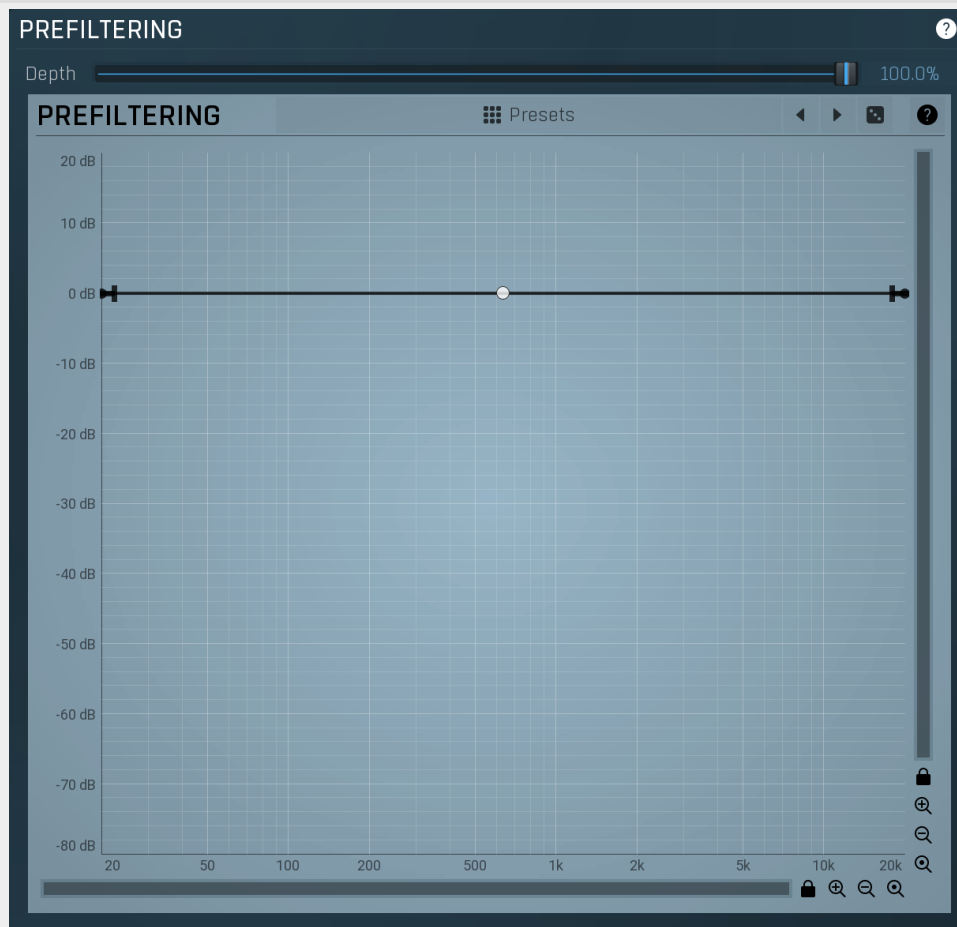 PREFILTERING
?
Depth 100.0%
PREFILTERING Presets ?
20 dB
10 dB
0 dB
-10 dB
-20 dB
-30 dB
-40 dB
-50 dB
-60 dB
-70 dB
-80 dB
20 50 100 200 500 1k 2k 5k 10k 20k